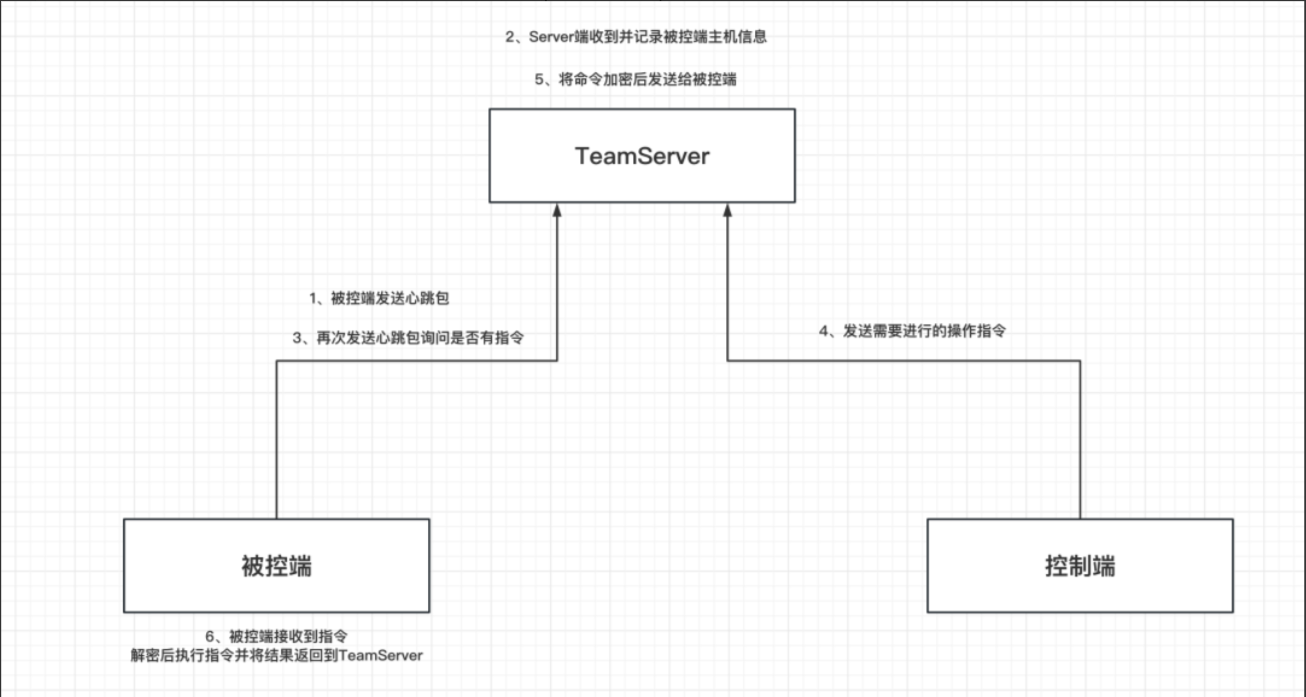 2、Server端收到并记录被控端主机信息
5、将命令加密后发送给被控端
TeamServer
1、被控端发送心跳包
3、再次发送心跳包询问是否有指令
4、发送需要进行的操作指令
被控端
控制端
6、被控端接收到指令
解密后执行指令并将结果返回到TeamServer